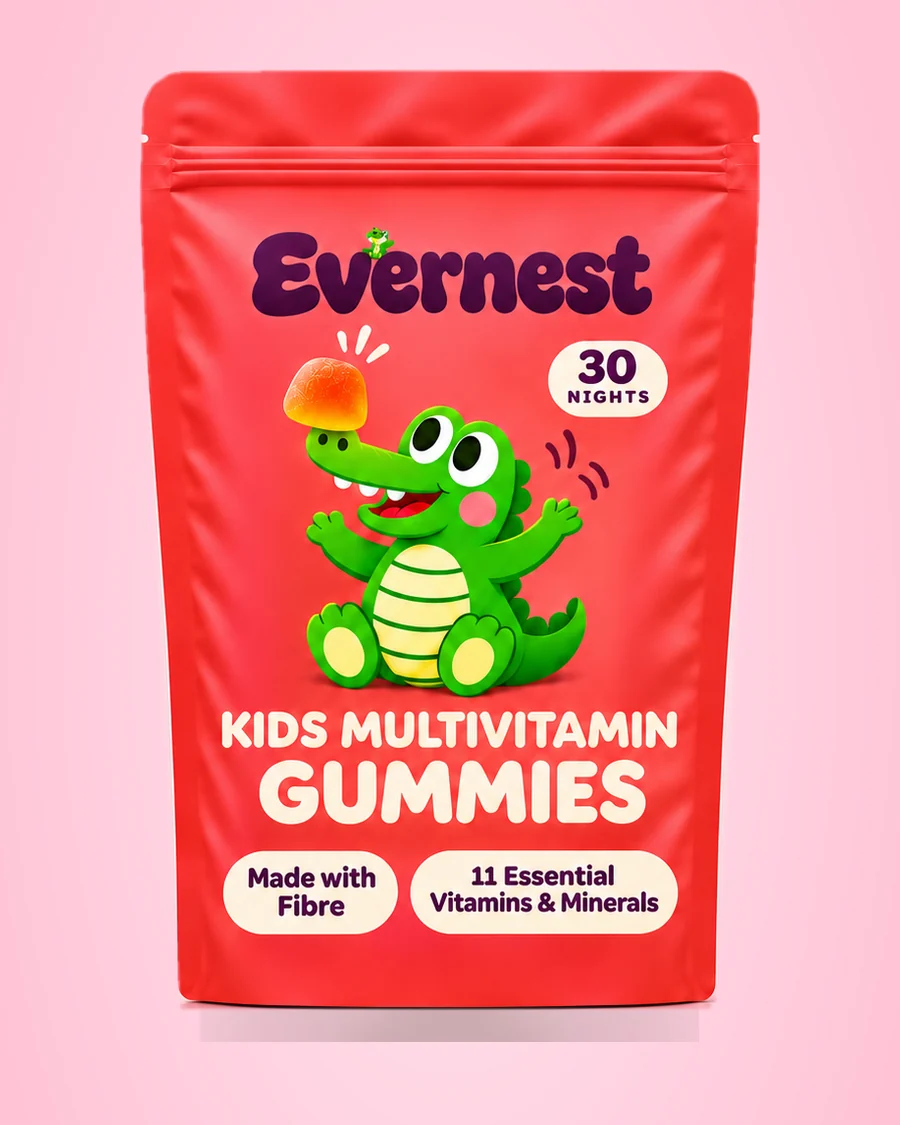 Evernest
30
NIGHTS
KIDS MULTIVITAMIN
GUMMIES
Made with
Fibre
11 Essential
Vitamins & Minerals